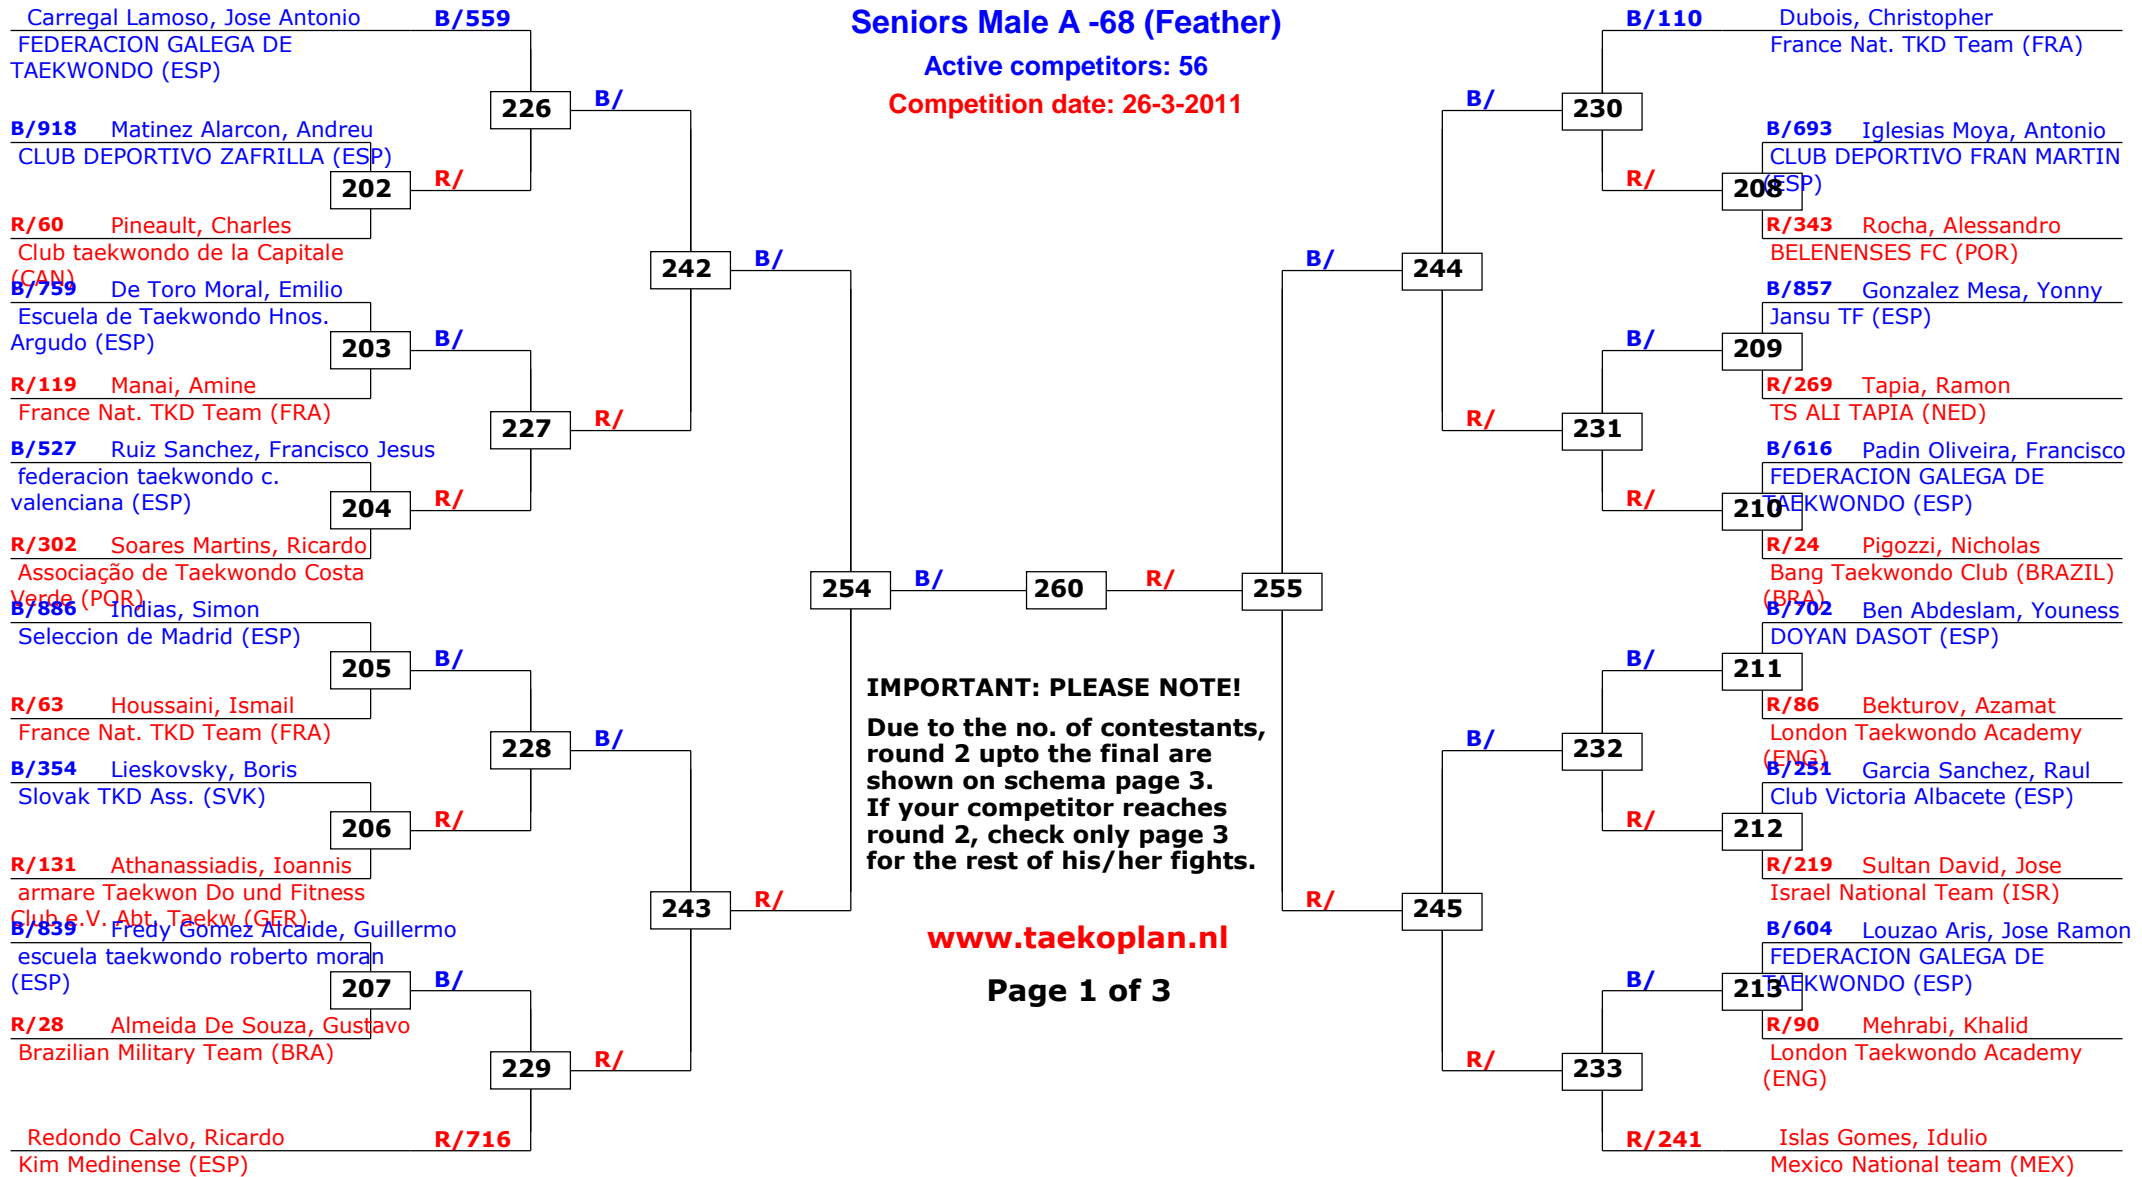 Seniors Male A -68 (Feather)
Active competitors: 56
Competition date: 26-3-2011
Carregal Lamoso, Jose Antonio B/559
FEDERACION GALEGA DE
TAEKWONDO (ESP)
226
B/
B/918 Matinez Alarcon, Andreu
CLUB DEPORTIVO ZAFRILLA (ESP)
202
R/
R/60 Pineault, Charles
Club taekwondo de la Capitale
(CAN)
242
B/
B/759 De Toro Moral, Emilio
Escuela de Taekwondo Hnos.
Argudo (ESP)
203
B/
R/119 Manai, Amine
France Nat. TKD Team (FRA)
227
R/
B/527 Ruiz Sanchez, Francisco Jesus
federacion taekwondo c.
valenciana (ESP)
204
R/
R/302 Soares Martins, Ricardo
Associação de Taekwondo Costa
Verde (POR)
254
B/
260
R/
255
B/886 Indias, Simon
Seleccion de Madrid (ESP)
205
B/
R/63 Houssaini, Ismail
France Nat. TKD Team (FRA)
228
B/
B/354 Lieskovsky, Boris
Slovak TKD Ass. (SVK)
206
R/
R/131 Athanassiadis, Ioannis
armare Taekwon Do und Fitness
Club e.V. Abt. Taekw (GER)
243
R/
B/839 Fredy Gomez Alcaide, Guillermo
escuela taekwondo roberto moran
(ESP)
207
B/
R/28 Almeida De Souza, Gustavo
Brazilian Military Team (BRA)
229
R/
Redondo Calvo, Ricardo R/716
Kim Medinense (ESP)
IMPORTANT: PLEASE NOTE!
Due to the no. of contestants,
round 2 upto the final are
shown on schema page 3.
If your competitor reaches
round 2, check only page 3
for the rest of his/her fights.
www.taekoplan.nl
Page 1 of 3
B/110 Dubois, Christopher
France Nat. TKD Team (FRA)
B/
230
B/693 Iglesias Moya, Antonio
CLUB DEPORTIVO FRAN MARTIN
(ESP)
R/
208
R/343 Rocha, Alessandro
BELENENSES FC (POR)
B/
244
B/857 Gonzalez Mesa, Yonny
Jansu TF (ESP)
B/
209
R/269 Tapia, Ramon
TS ALI TAPIA (NED)
R/
231
B/616 Padin Oliveira, Francisco
FEDERACION GALEGA DE
TAEKWONDO (ESP)
R/
210
R/24 Pigozzi, Nicholas
Bang Taekwondo Club (BRAZIL)
(BRA)
B/702 Ben Abdeslam, Youness
DOYAN DASOT (ESP)
B/
211
R/86 Bekturov, Azamat
London Taekwondo Academy
(ENG)
B/
232
B/251 Garcia Sanchez, Raul
Club Victoria Albacete (ESP)
R/
212
R/219 Sultan David, Jose
Israel National Team (ISR)
R/
245
B/604 Louzao Aris, Jose Ramon
FEDERACION GALEGA DE
TAEKWONDO (ESP)
B/
213
R/90 Mehrabi, Khalid
London Taekwondo Academy
(ENG)
R/
233
R/241 Islas Gomes, Idulio
Mexico National team (MEX)